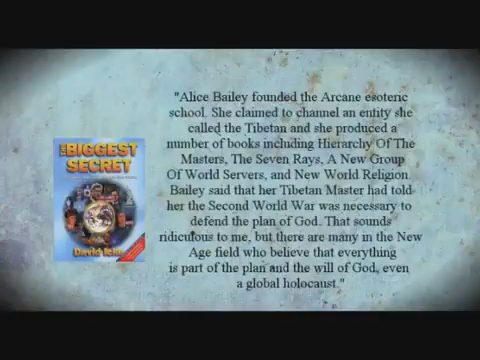 THE
BIGGEST
SECRET
David Icke
"Alice Bailey founded the Arcane esoteric
school. She claimed to channel an entity she
called the Tibetan and she produced a
number of books including Hierarchy Of The
Masters, The Seven Rays, A New Group
Of World Servers, and New World Religion.
Bailey said that her Tibetan Master had told
her the Second World War was necessary to
defend the plan of God. That sounds
ridiculous to me, but there are many in the New
Age field who believe that everything
is part of the plan and the will of God, even
a global holocaust."